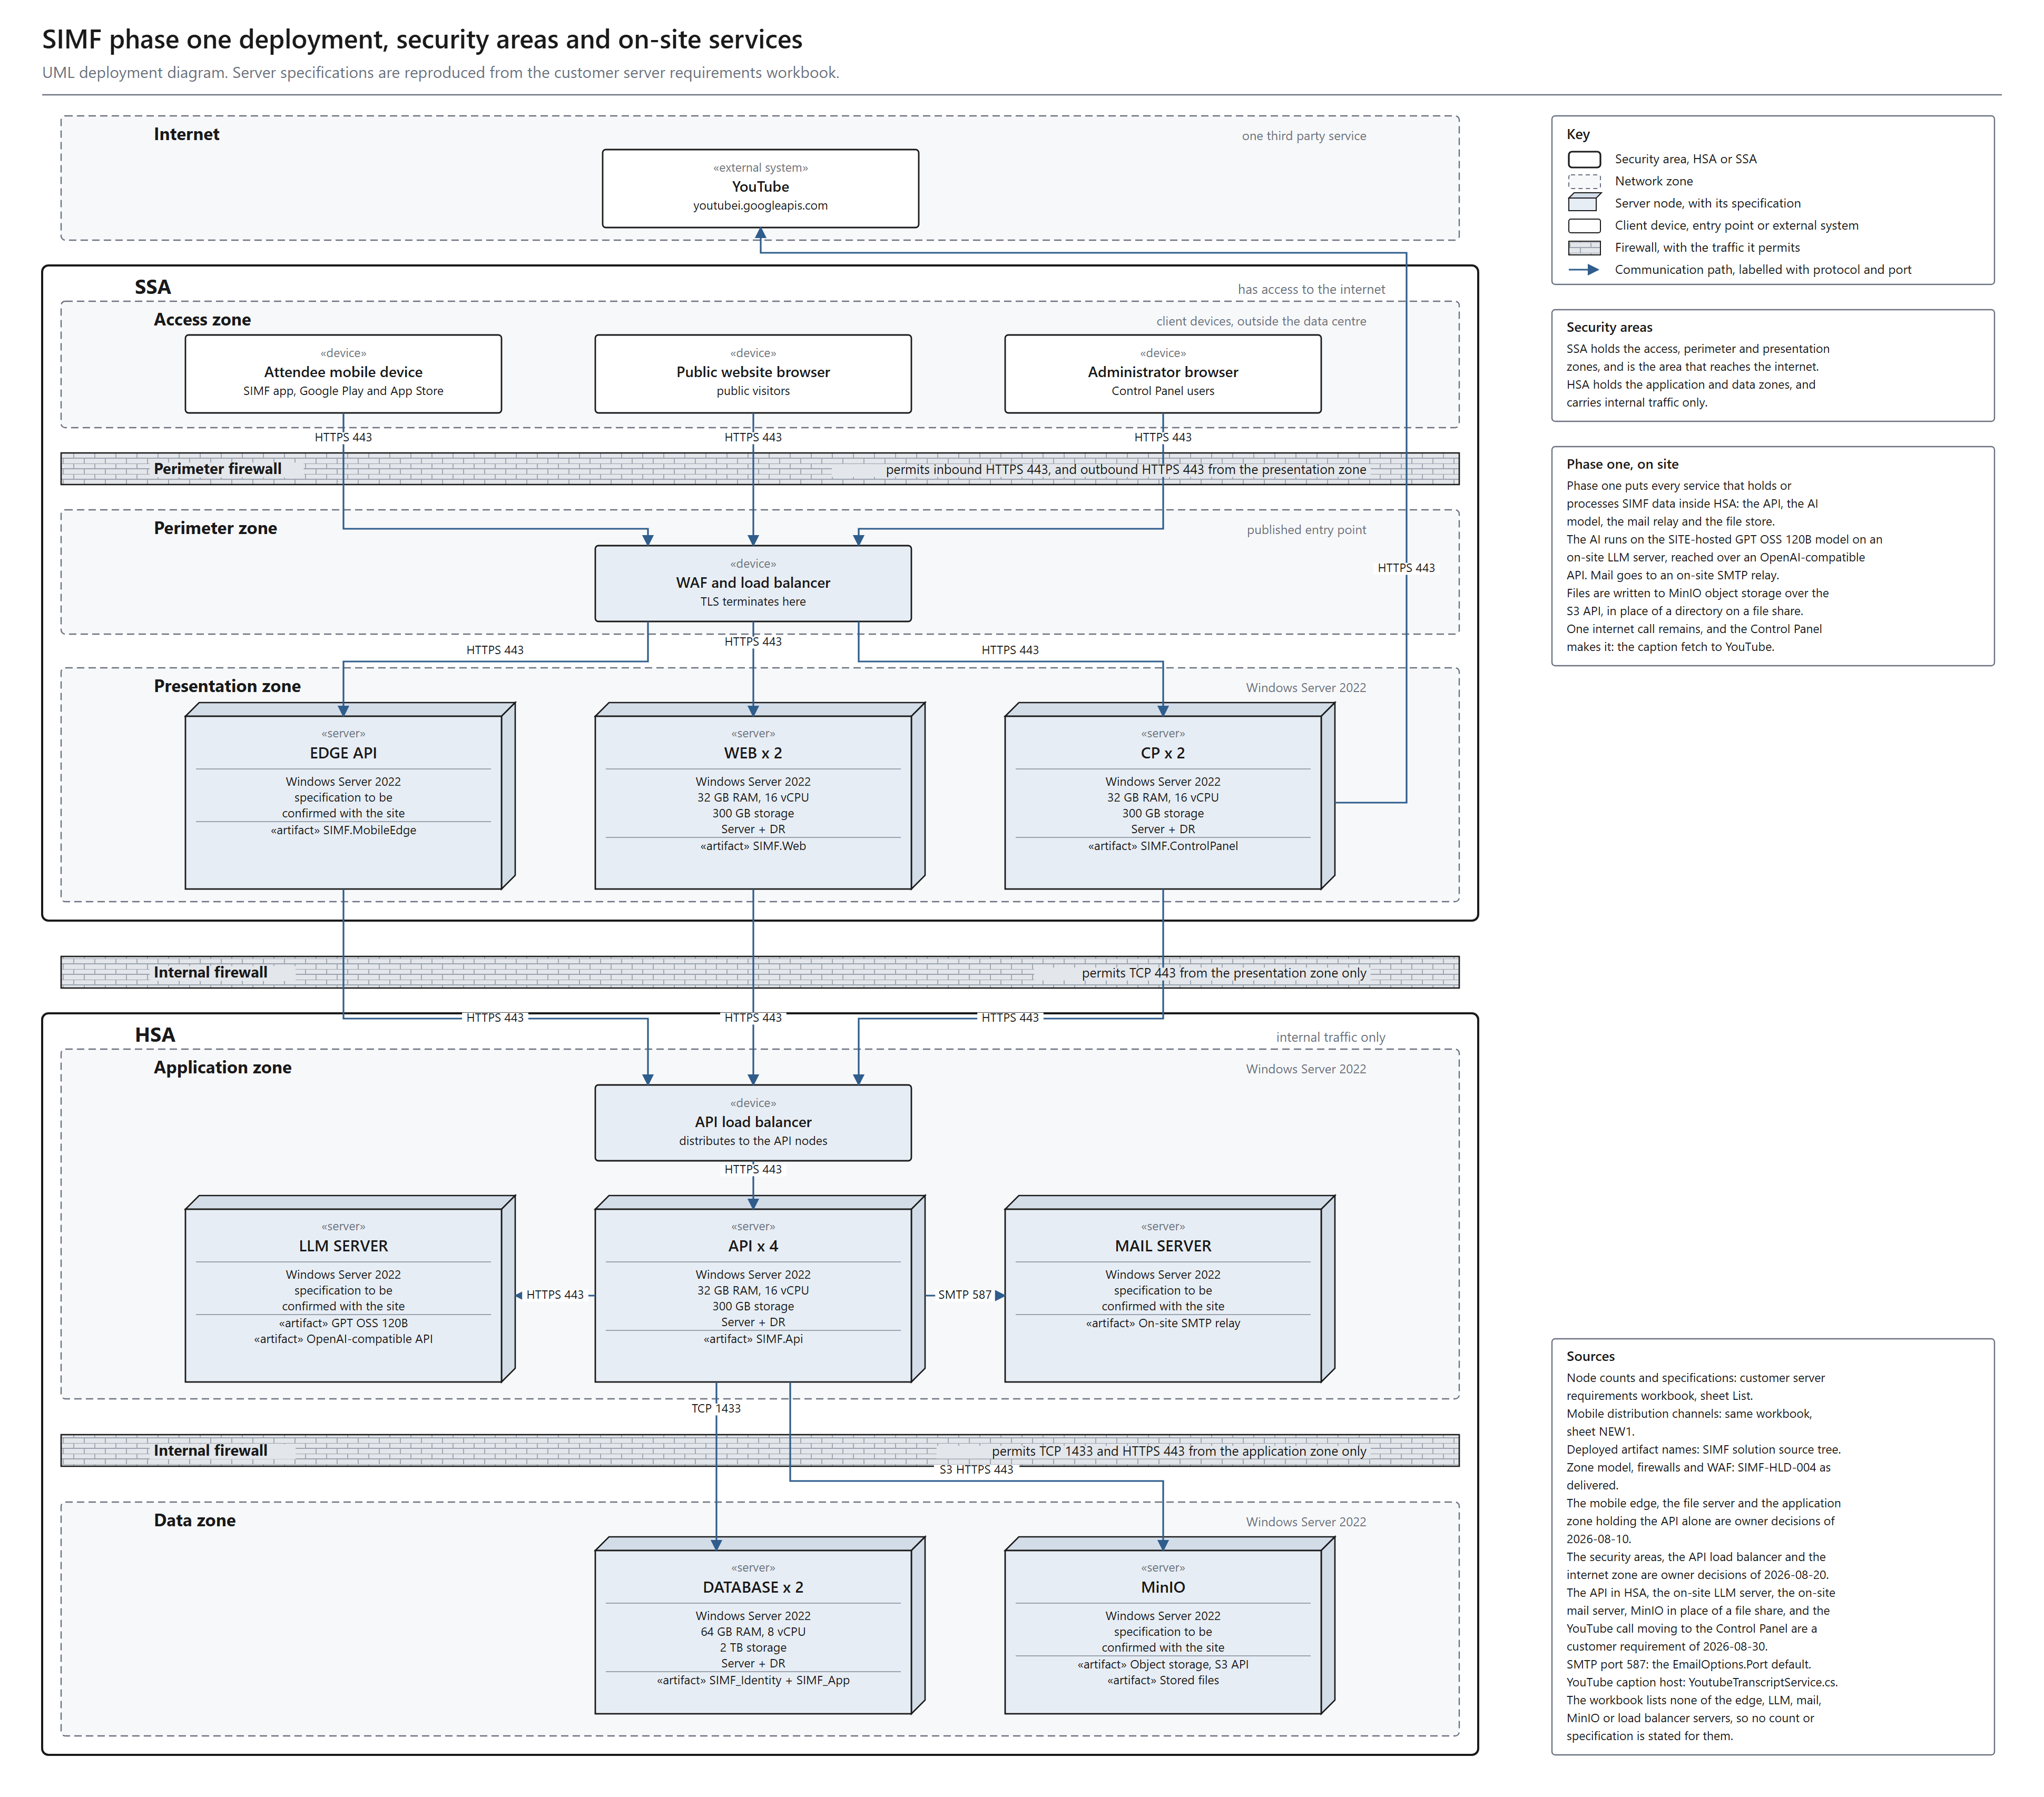 SIMF phase one deployment, security areas and on-site services
UML deployment diagram. Server specifications are reproduced from the customer server requirements workbook.
Internet
one third party service
«external system»
YouTube
youtubei.googleapis.com
SSA
has access to the internet
Access zone
client devices, outside the data centre
«device»
Attendee mobile device
SIMF app, Google Play and App Store
«device»
Public website browser
public visitors
«device»
Administrator browser
Control Panel users
HTTPS 443
HTTPS 443
HTTPS 443
Perimeter firewall
permits inbound HTTPS 443, and outbound HTTPS 443 from the presentation zone
Perimeter zone
published entry point
«device»
WAF and load balancer
TLS terminates here
HTTPS 443
HTTPS 443
HTTPS 443
HTTPS 443
Presentation zone
Windows Server 2022
«server»
EDGE API
Windows Server 2022
specification to be
confirmed with the site
«artifact» SIMF.MobileEdge
«server»
WEB x 2
Windows Server 2022
32 GB RAM, 16 vCPU
300 GB storage
Server + DR
«artifact» SIMF.Web
«server»
CP x 2
Windows Server 2022
32 GB RAM, 16 vCPU
300 GB storage
Server + DR
«artifact» SIMF.ControlPanel
Internal firewall
permits TCP 443 from the presentation zone only
HTTPS 443
HTTPS 443
HTTPS 443
HSA
internal traffic only
Application zone
Windows Server 2022
«device»
API load balancer
distributes to the API nodes
HTTPS 443
«server»
LLM SERVER
Windows Server 2022
specification to be
confirmed with the site
«artifact» GPT OSS 120B
«artifact» OpenAI-compatible API
HTTPS 443
«server»
API x 4
Windows Server 2022
32 GB RAM, 16 vCPU
300 GB storage
Server + DR
«artifact» SIMF.Api
SMTP 587
«server»
MAIL SERVER
Windows Server 2022
specification to be
confirmed with the site
«artifact» On-site SMTP relay
TCP 1433
Internal firewall
permits TCP 1433 and HTTPS 443 from the application zone only
S3 HTTPS 443
Data zone
Windows Server 2022
«server»
DATABASE x 2
Windows Server 2022
64 GB RAM, 8 vCPU
2 TB storage
Server + DR
«artifact» SIMF_Identity + SIMF_App
«server»
MinIO
Windows Server 2022
specification to be
confirmed with the site
«artifact» Object storage, S3 API
«artifact» Stored files
Key
Security area, HSA or SSA
Network zone
Server node, with its specification
Client device, entry point or external system
Firewall, with the traffic it permits
Communication path, labelled with protocol and port
Security areas
SSA holds the access, perimeter and presentation
zones, and is the area that reaches the internet.
HSA holds the application and data zones, and
carries internal traffic only.
Phase one, on site
Phase one puts every service that holds or
processes SIMF data inside HSA: the API, the AI
model, the mail relay and the file store.
The AI runs on the SITE-hosted GPT OSS 120B model on an
on-site LLM server, reached over an OpenAI-compatible
API. Mail goes to an on-site SMTP relay.
Files are written to MinIO object storage over the
S3 API, in place of a directory on a file share.
One internet call remains, and the Control Panel
makes it: the caption fetch to YouTube.
Sources
Node counts and specifications: customer server
requirements workbook, sheet List.
Mobile distribution channels: same workbook,
sheet NEW1.
Deployed artifact names: SIMF solution source tree.
Zone model, firewalls and WAF: SIMF-HLD-004 as
delivered.
The mobile edge, the file server and the application
zone holding the API alone are owner decisions of
2026-08-10.
The security areas, the API load balancer and the
internet zone are owner decisions of 2026-08-20.
The API in HSA, the on-site LLM server, the on-site
mail server, MinIO in place of a file share, and the
YouTube call moving to the Control Panel are a
customer requirement of 2026-08-30.
SMTP port 587: the EmailOptions.Port default.
YouTube caption host: YoutubeTranscriptService.cs.
The workbook lists none of the edge, LLM, mail,
MinIO or load balancer servers, so no count or
specification is stated for them.